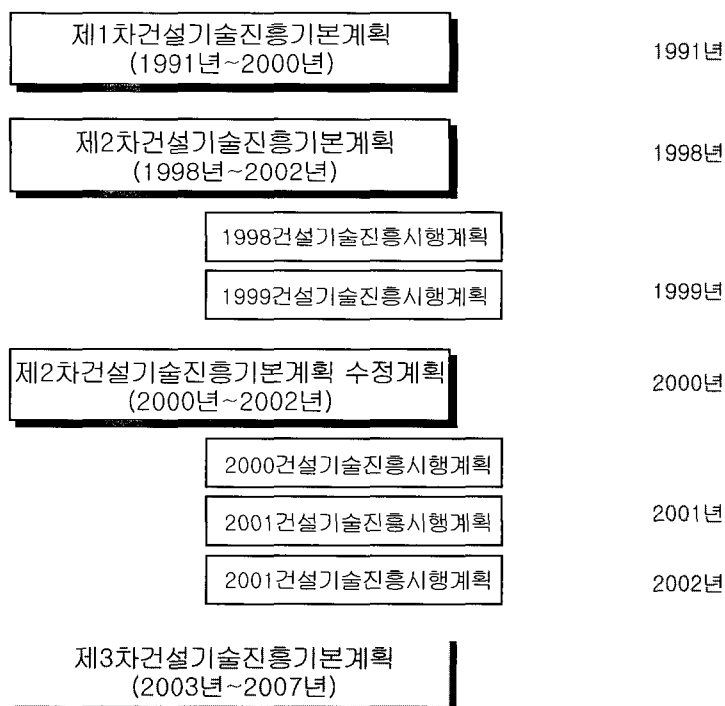 제1차건설기술진흥기본계획
(1991년~2000년)
1991년
제2차건설기술진흥기본계획
(1998년~2002년)
1998년
1998건설기술진흥시행계획
1999건설기술진흥시행계획
1999년
제2차건설기술진흥기본계획 수정계획
(2000년~2002년)
2000년
2000건설기술진흥시행계획
2001건설기술진흥시행계획
2001년
2001건설기술진흥시행계획
2002년
제3차건설기술진흥기본계획
(2003년~2007년)